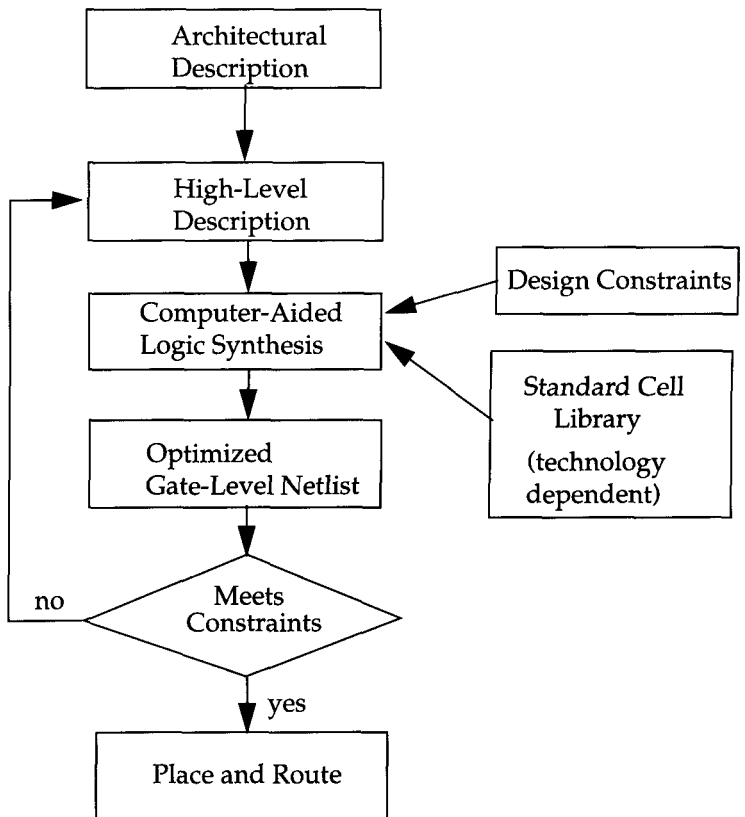 Architectural
Description
High-Level
Description
Computer-Aided
Logic Synthesis
Design Constraints
Standard Cell
Library
(technology
dependent)
Optimized
Gate-Level Netlist
Meets
Constraints
no
yes
Place and Route